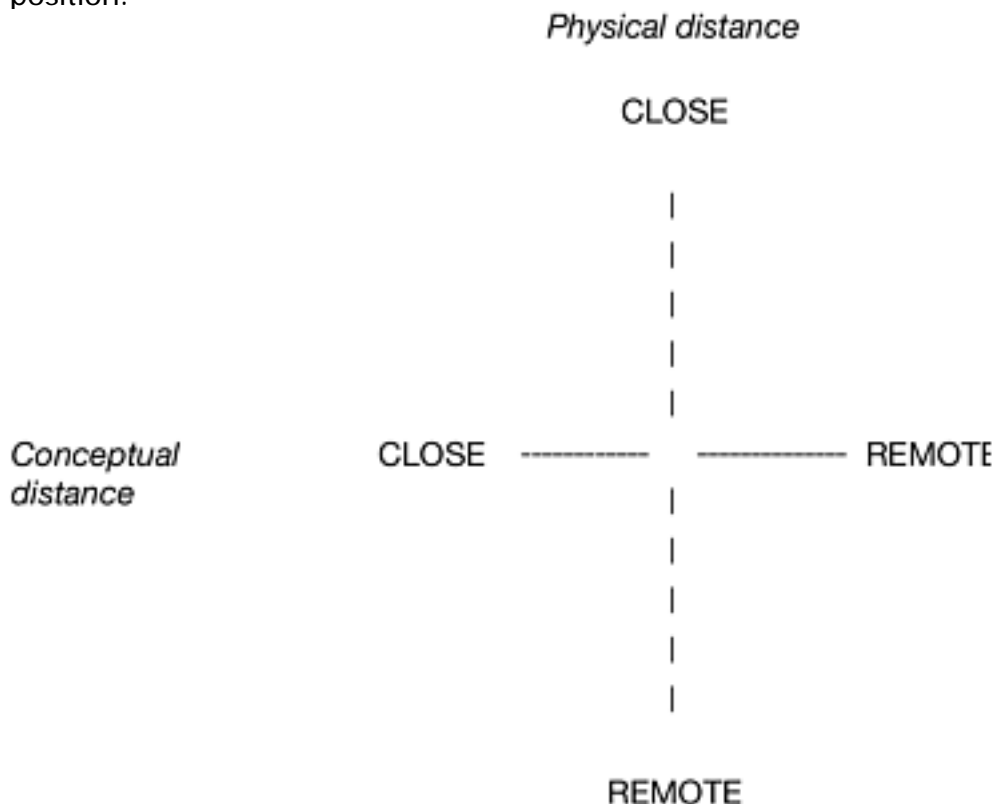 position.
Physical distance
CLOSE
Conceptual
distance
CLOSE REMOTE
REMOTE